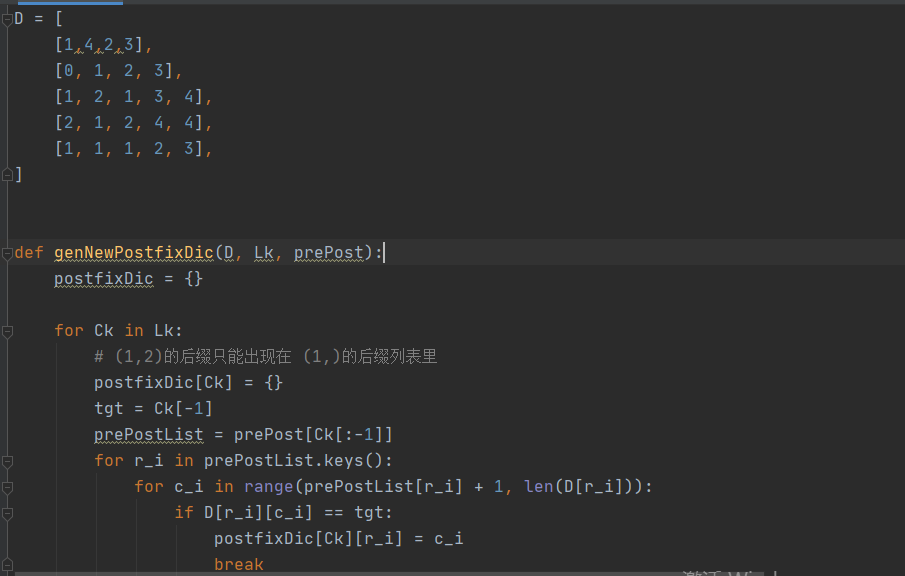 D = [
    [1,4,2,3],
    [0, 1, 2, 3],
    [1, 2, 1, 3, 4],
    [2, 1, 2, 4, 4],
    [1, 1, 1, 2, 3],
]
def genNewPostfixDic(D, Lk, prePost):
    postfixDic = {}
    for Ck in Lk:
        # (1,2)的后缀只能出现在 (1,)的后缀列表里
        postfixDic[Ck] = {}
        tgt = Ck[-1]
        prePostList = prePost[Ck[:-1]]
        for r_i in prePostList.keys():
            for c_i in range(prePostList[r_i] + 1, len(D[r_i])):
                if D[r_i][c_i] == tgt:
                    postfixDic[Ck][r_i] = c_i
                    break